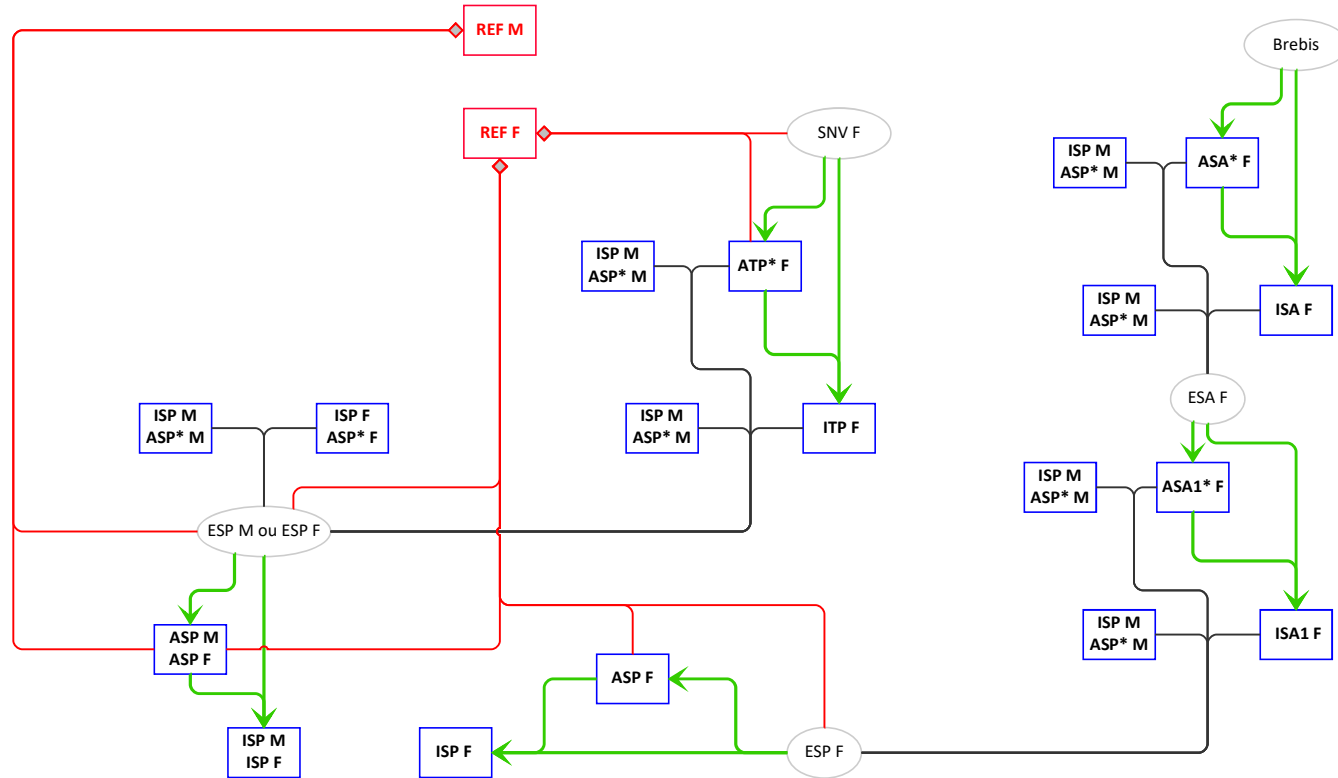 REF M
Brebis
REF F
SNV F
ISP M
ASP* M
ASA* F
ISP M
ASP* M
ATP* F
ISP M
ASP* M
ISA F
ISP M
ASP* M
ISP F
ASP* F
ISP M
ASP* M
ITP F
ESA F
ISP M
ASP* M
ASA1* F
ESP M ou ESP F
ASP M
ASP F
ISP M
ASP* M
ISA1 F
ASP F
ISP M
ISP F
ISP F
ESP F